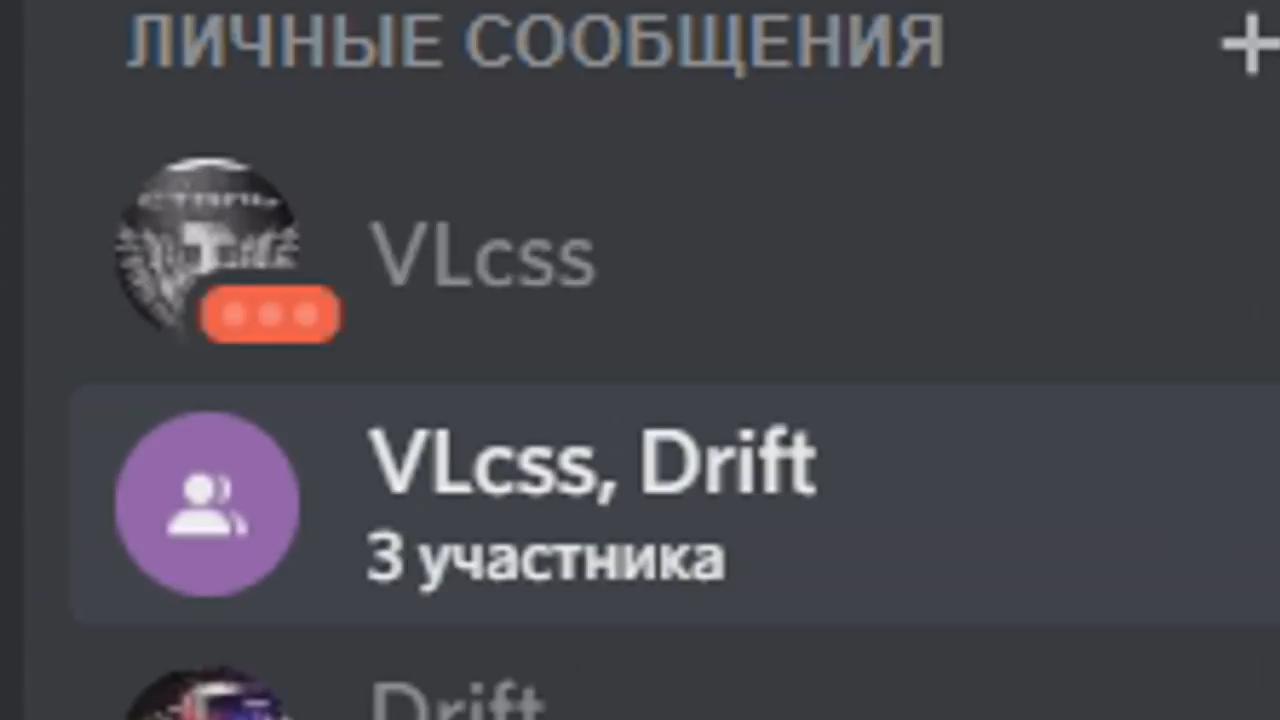 ЛИЧНЫЕ СООБЩЕНИЯ
VLcss
VLcss, Drift
3 участника
Drift